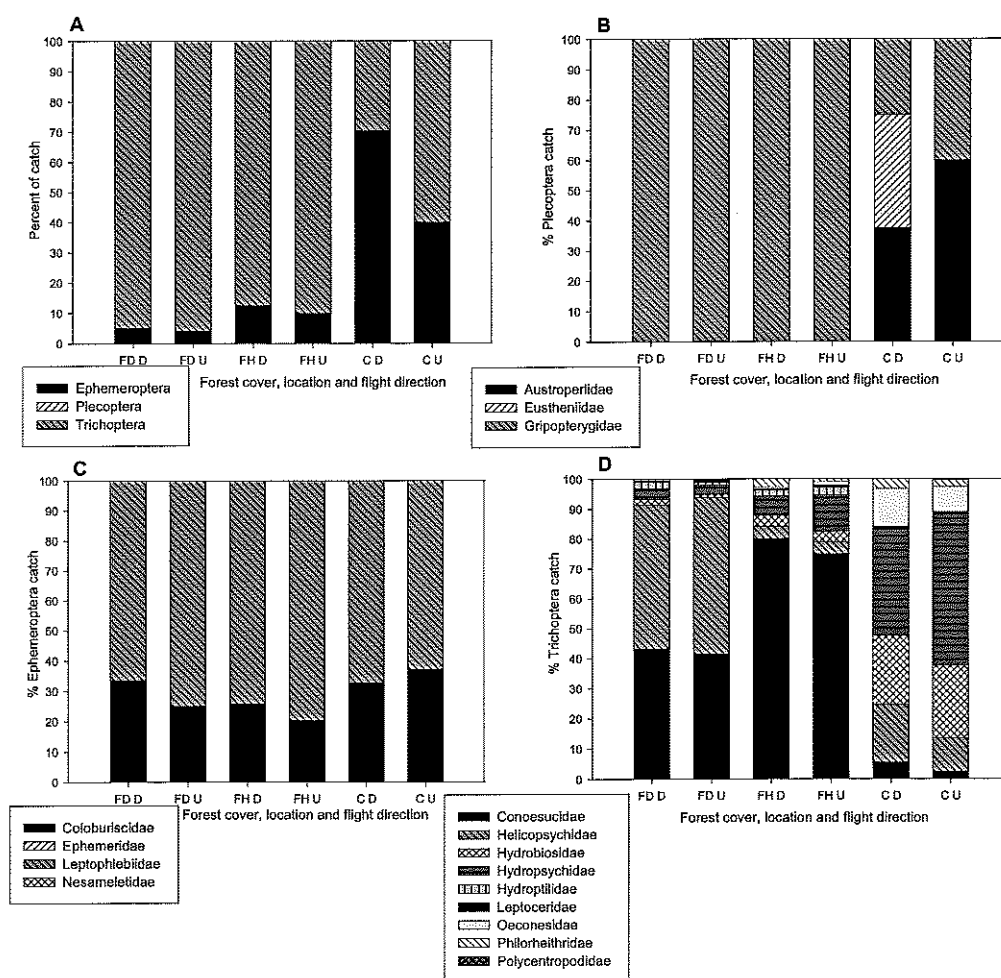 A
100
90
80
70
60
50
40
30
20
10
0
Percent of catch
FD D FD U FH D FH U C D C U
Forest cover, location and flight direction
Ephemeroptera
Plecoptera
Trichoptera
B
100
90
80
70
60
50
40
30
20
10
0
% Plecoptera catch
FD D FD U FH D FH U C D C U
Forest cover, location and flight direction
Austroperlidae
Eustheniidae
Gripopterygidae
C
100
90
80
70
60
50
40
30
20
10
0
% Ephemeroptera catch
FD D FD U FH D FH U C D C U
Forest cover, location and flight direction
Coloburiscidae
Ephemeridae
Leptophlebiidae
Nesameletidae
D
100
90
80
70
60
50
40
30
20
10
0
% Trichoptera catch
FD D FD U FH D FH U C D C U
Forest cover, location and flight direction
Conoesucidae
Helicopsychidae
Hydrobiosidae
Hydropsychidae
Hydroptilidae
Leptoceridae
Oeconesidae
Philorheithridae
Polycentropodidae